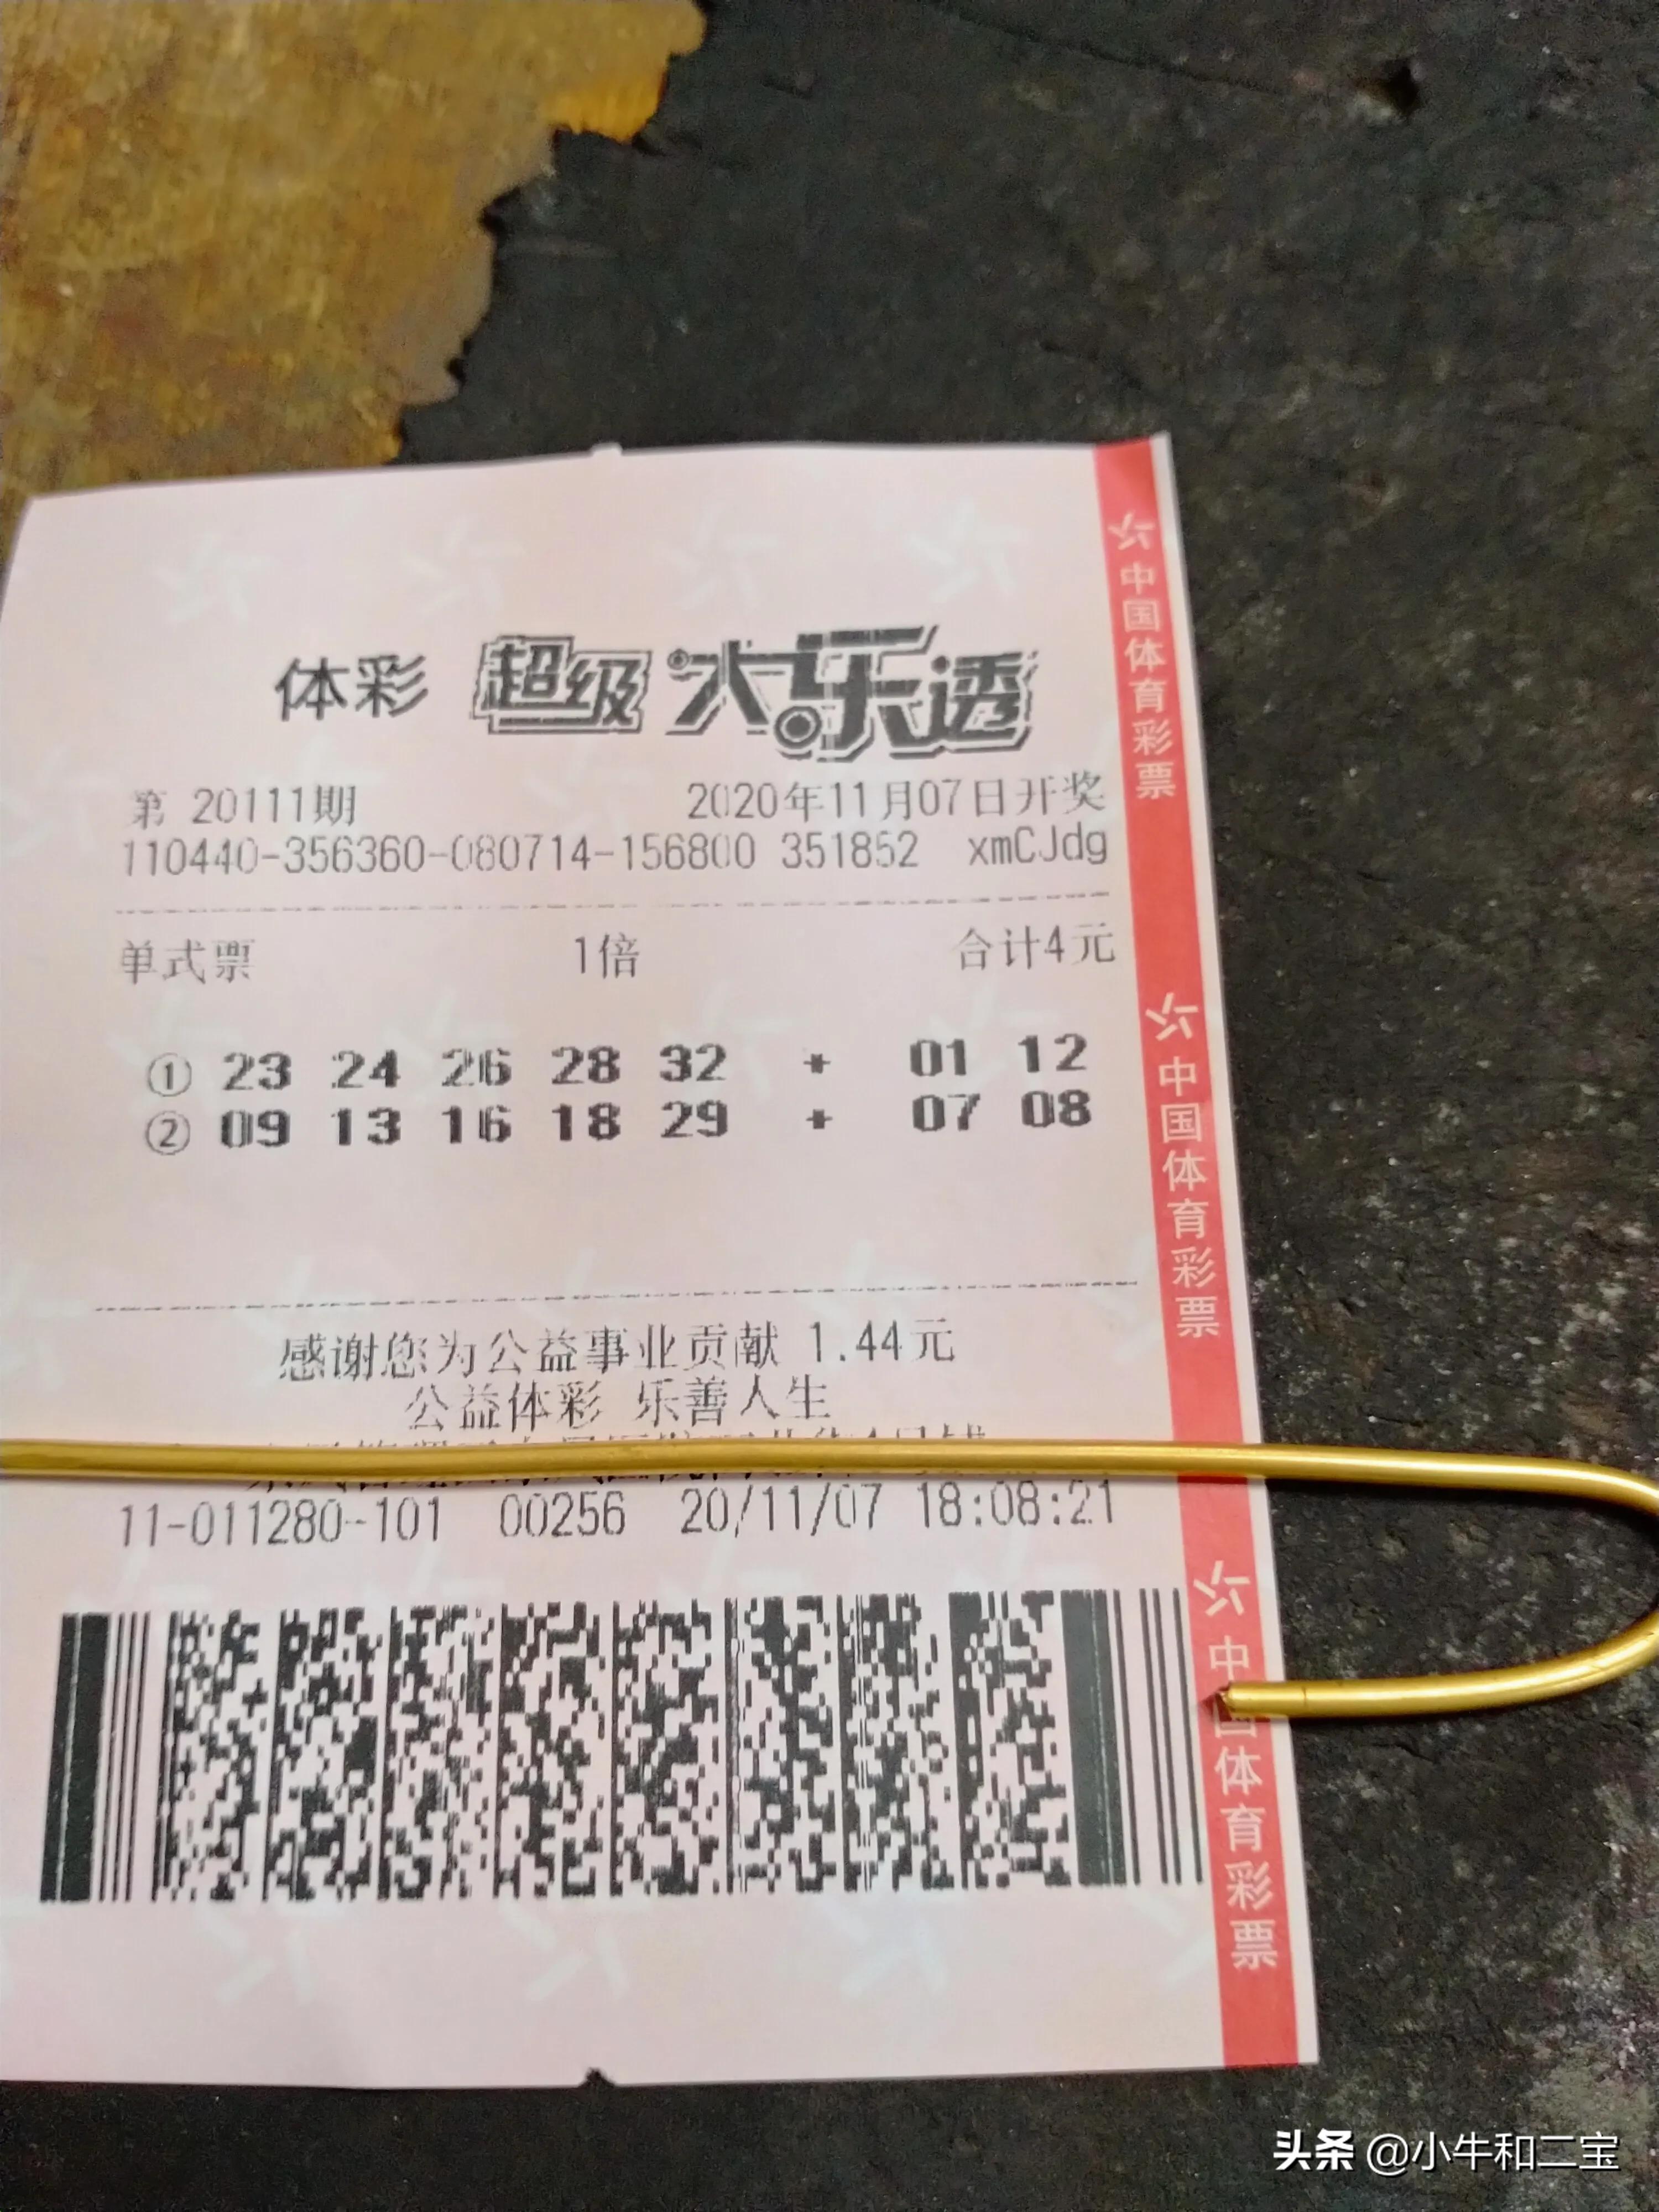 体彩 超级大乐透
第 20111期 2020年11月07日开奖
110440-356360-080714-156800 351852 xmCJdg
单式票 1倍 合计4元
① 23 24 26 28 32 + 01 12
② 09 13 16 18 29 + 07 08
感谢您为公益事业贡献 1.44元
公益体彩 乐善人生
11-011280-101 00256 20/11/07 18:08:21
中国体育彩票
中国体育彩票
中国体育彩票
头条 @小牛和二宝